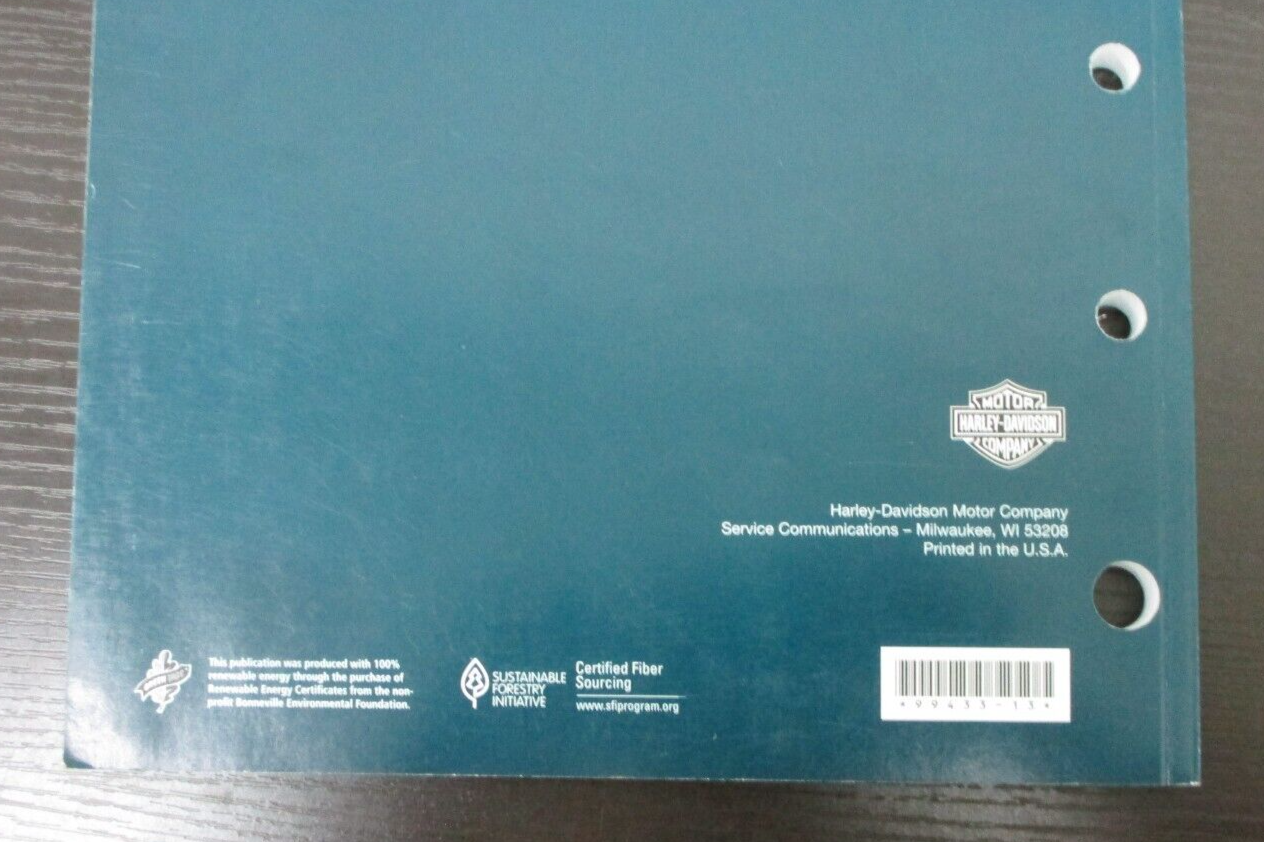 MOTOR
HARLEY-DAVIDSON
COMPANY
Harley-Davidson Motor Company
Service Communications – Milwaukee, WI 53208
Printed in the U.S.A.
This publication was produced with 100%
renewable energy through the purchase of
Renewable Energy Certificates from the non-
profit Bonneville Environmental Foundation.
SUSTAINABLE
FORESTRY
INITIATIVE
Certified Fiber
Sourcing
www.sfiprogram.org
*99433-13*